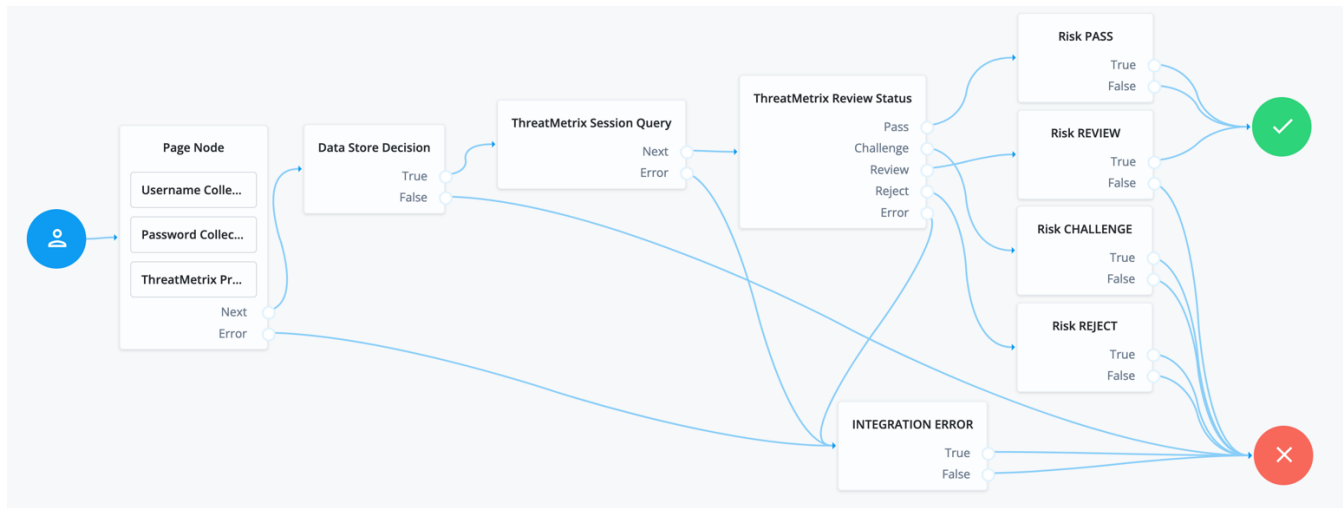 Page Node
Username Colle...
Password Collec...
ThreatMetrix Pr...
Next
Error
Data Store Decision
True
False
ThreatMetrix Session Query
Next
Error
ThreatMetrix Review Status
Pass
Challenge
Review
Reject
Error
Risk PASS
True
False
Risk REVIEW
True
False
Risk CHALLENGE
True
False
Risk REJECT
True
False
INTEGRATION ERROR
True
False